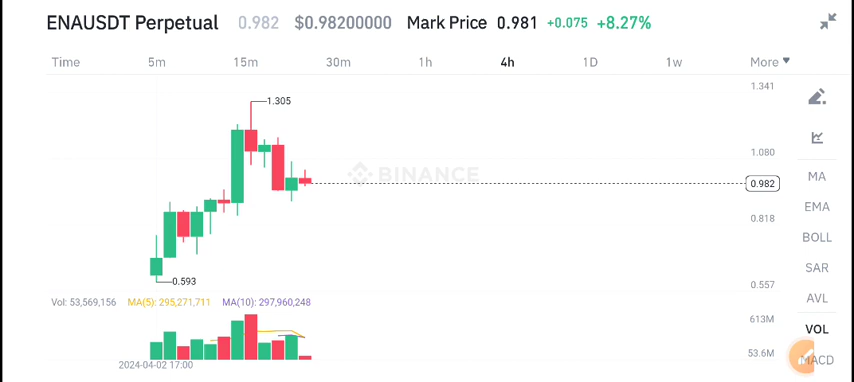 ENAUSDT Perpetual 0.982 $0.98200000 Mark Price 0.981 +0.075 +8.27%
Time 5m 15m 30m 1h 4h 1D 1w More
1.341
1.305
1.080
BINANCE
MA
0.982
EMA
0.818
BOLL
SAR
0.593
0.557
AVL
Vol: 53,569,156 MA(5): 295,271,711 MA(10): 297,960,248
613M
VOL
53.6M
MACD
2024-04-02 17:00